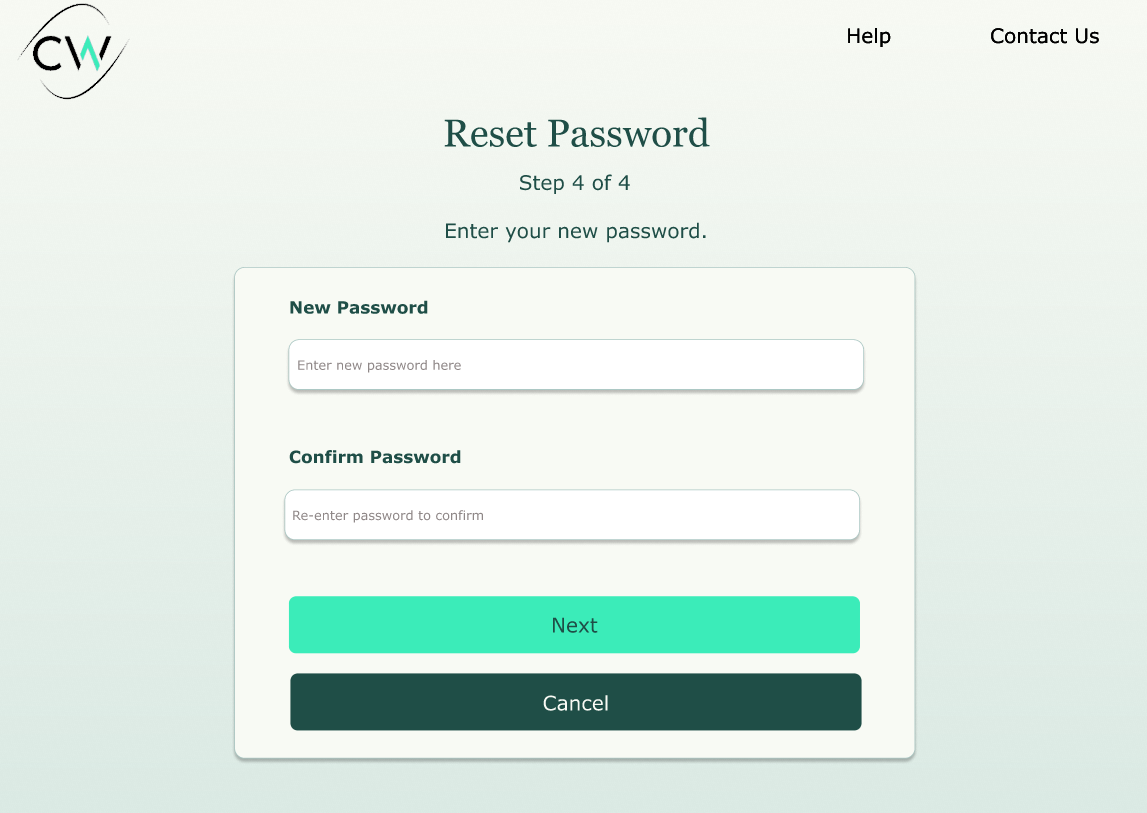 CW
Help
Contact Us
Reset Password
Step 4 of 4
Enter your new password.
New Password
Enter new password here
Confirm Password
Re-enter password to confirm
Next
Cancel